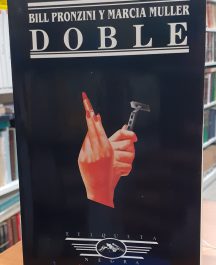 BILL PRONZINI Y MARCIA MULLER
DOBLE
ETIQUETA
NEGRA